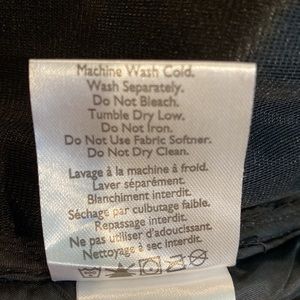 Machine Wash Cold.
Wash Separately.
Do Not Bleach.
Tumble Dry Low.
Do Not Iron.
Do Not Use Fabric Softner.
Do Not Dry Clean.
Lavage à la machine à froid.
Laver séparément.
Blanchiment interdit.
Séchage par culbutage faible.
Repassage interdit.
Ne pas utiliser d'adoucissant.
Nettoyage à sec interdit.